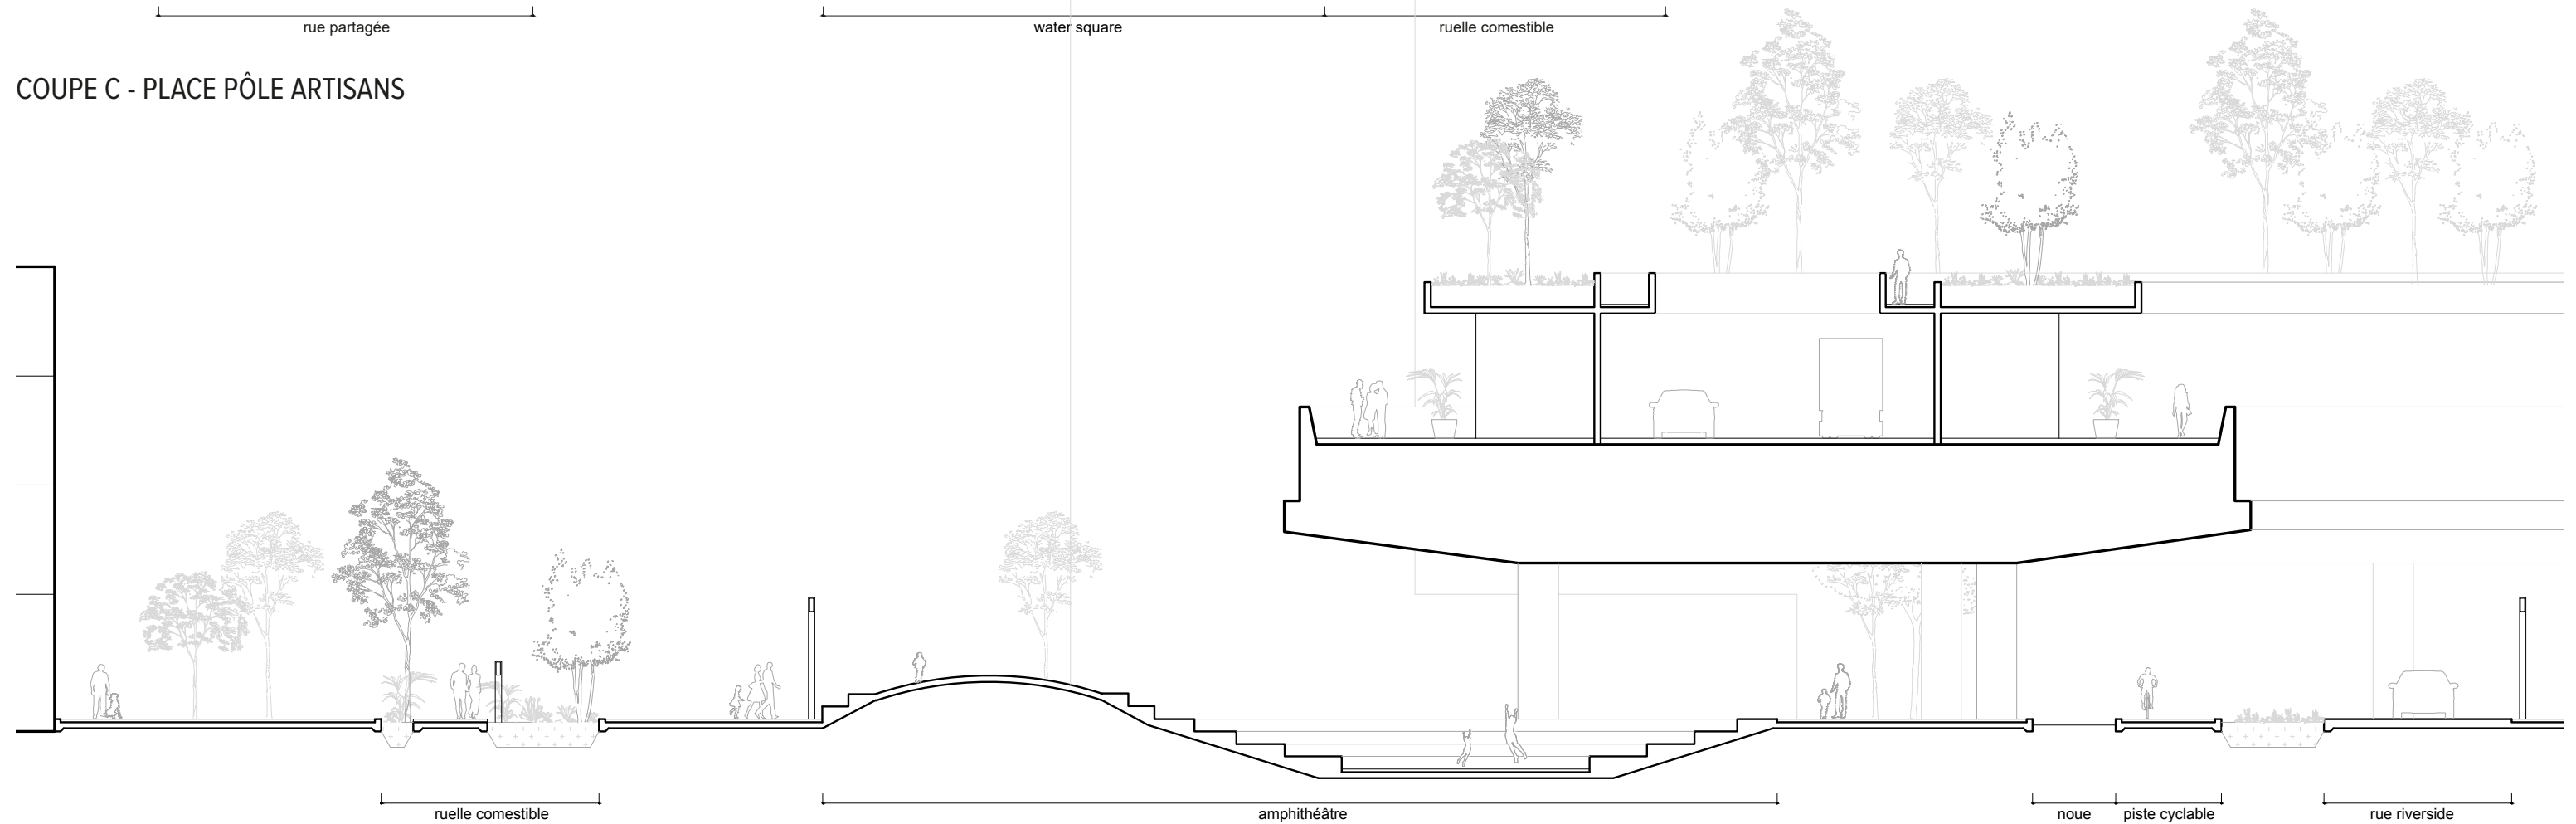 rue partagée
water square
ruelle comestible
COUPE C - PLACE PÔLE ARTISANS
ruelle comestible
amphithéâtre
noue
piste cyclable
rue riverside